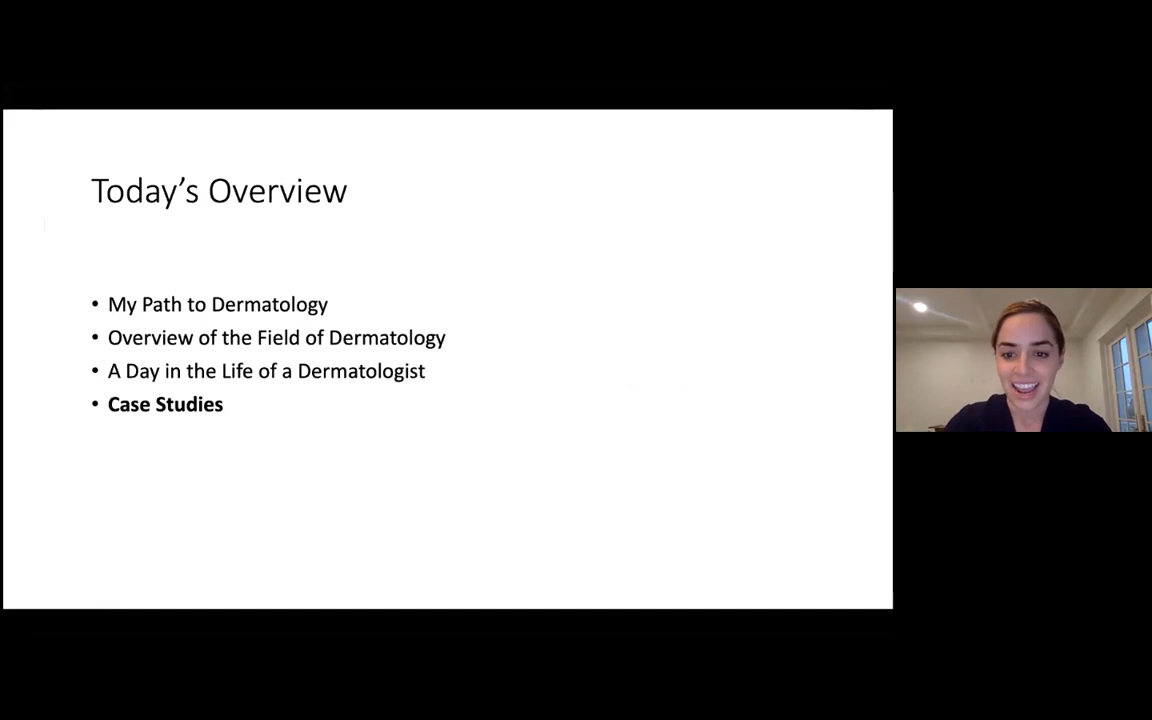 Today’s Overview
• My Path to Dermatology
• Overview of the Field of Dermatology
• A Day in the Life of a Dermatologist
• Case Studies